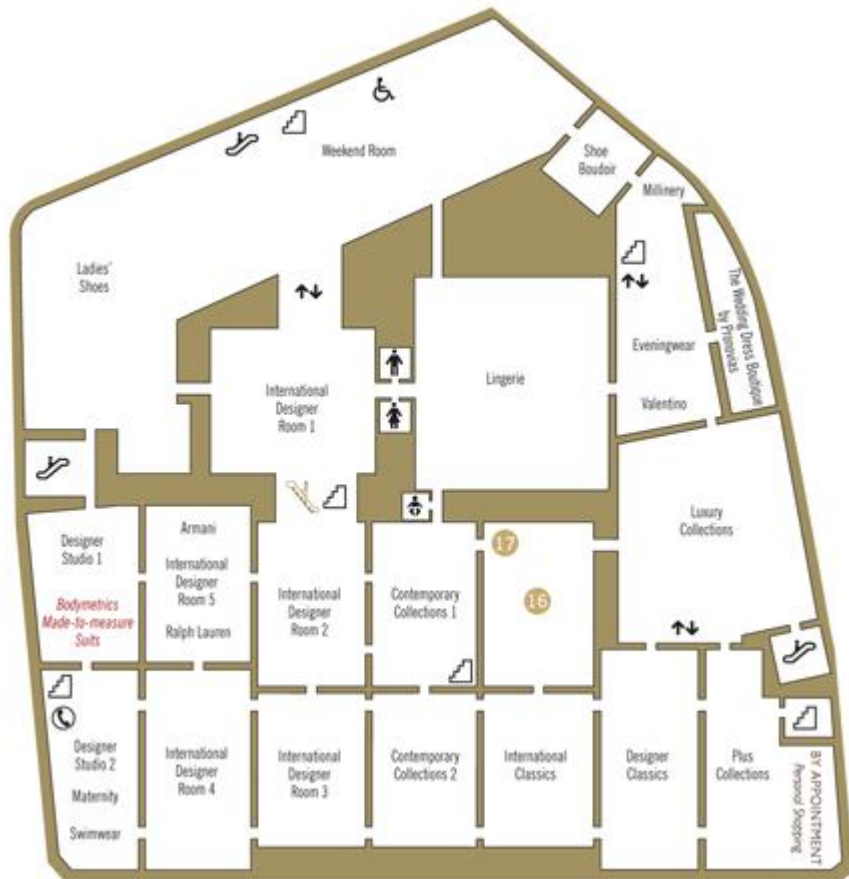 Weekend Room
Shoe
Boudoir
Millinery
Ladies'
Shoes
The Wedding Dress Boutique
by Pronovias
Eveningwear
Valentino
International
Designer
Room 1
Lingerie
Luxury
Collections
Designer
Studio 1
Bodymetrics
Made-to-measure
Suits
Armani
International
Designer
Room 5
Ralph Lauren
International
Designer
Room 2
Contemporary
Collections 1
17
16
Designer
Studio 2
Maternity
Swimwear
International
Designer
Room 4
International
Designer
Room 3
Contemporary
Collections 2
International
Classics
Designer
Classics
Plus
Collections
BY APPOINTMENT
Personal Shopping